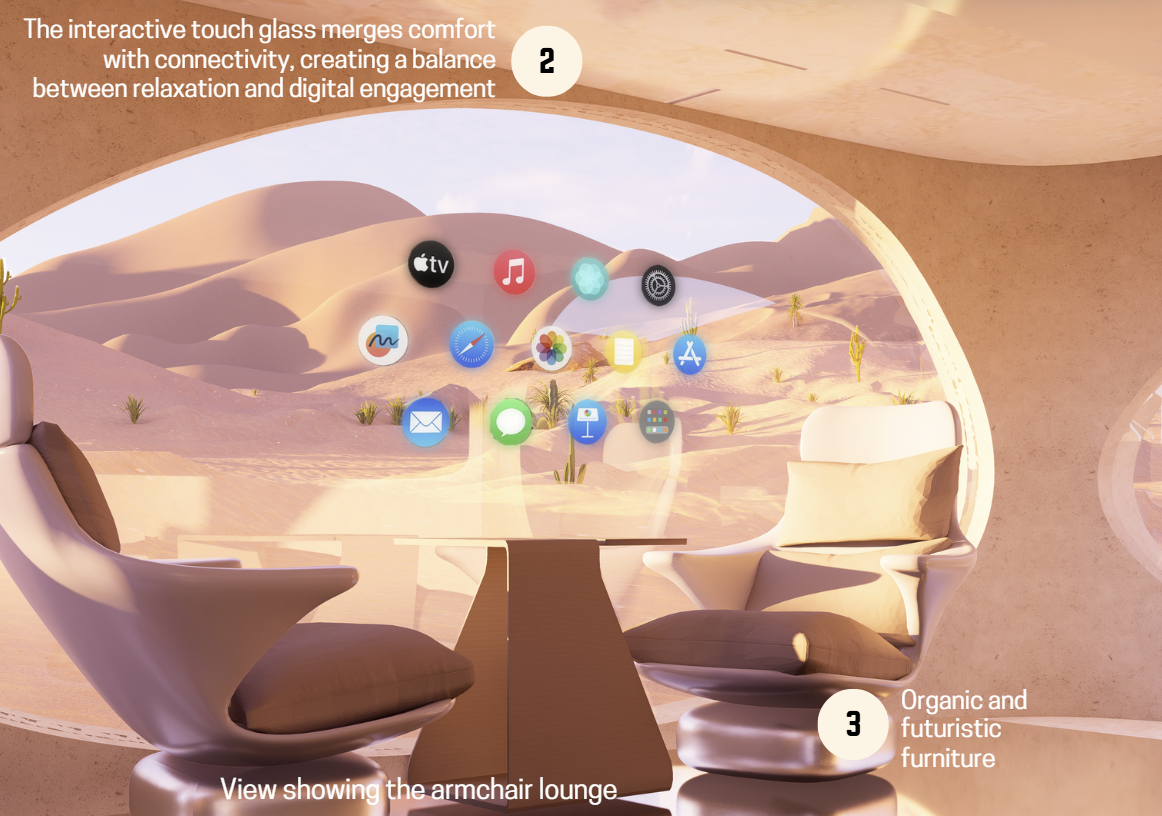 The interactive touch glass merges comfort
with connectivity, creating a balance
between relaxation and digital engagement
2
tv
3
Organic and
futuristic
furniture
View showing the armchair lounge